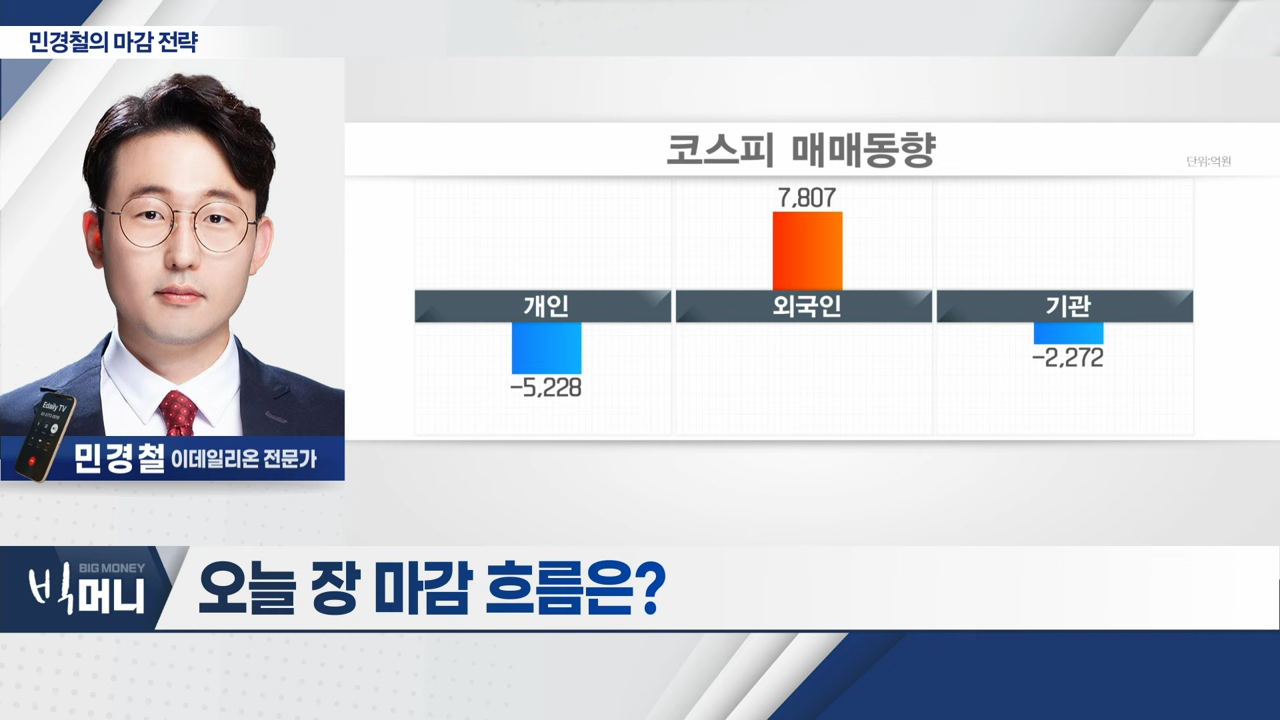 민경철의 마감 전략
코스피 매매동향
단위:억원
7,807
개인
외국인
기관
-5,228
-2,272
Edaily TV
민경철 이데일리온 전문가
BIG MONEY
빅머니
오늘 장 마감 흐름은?